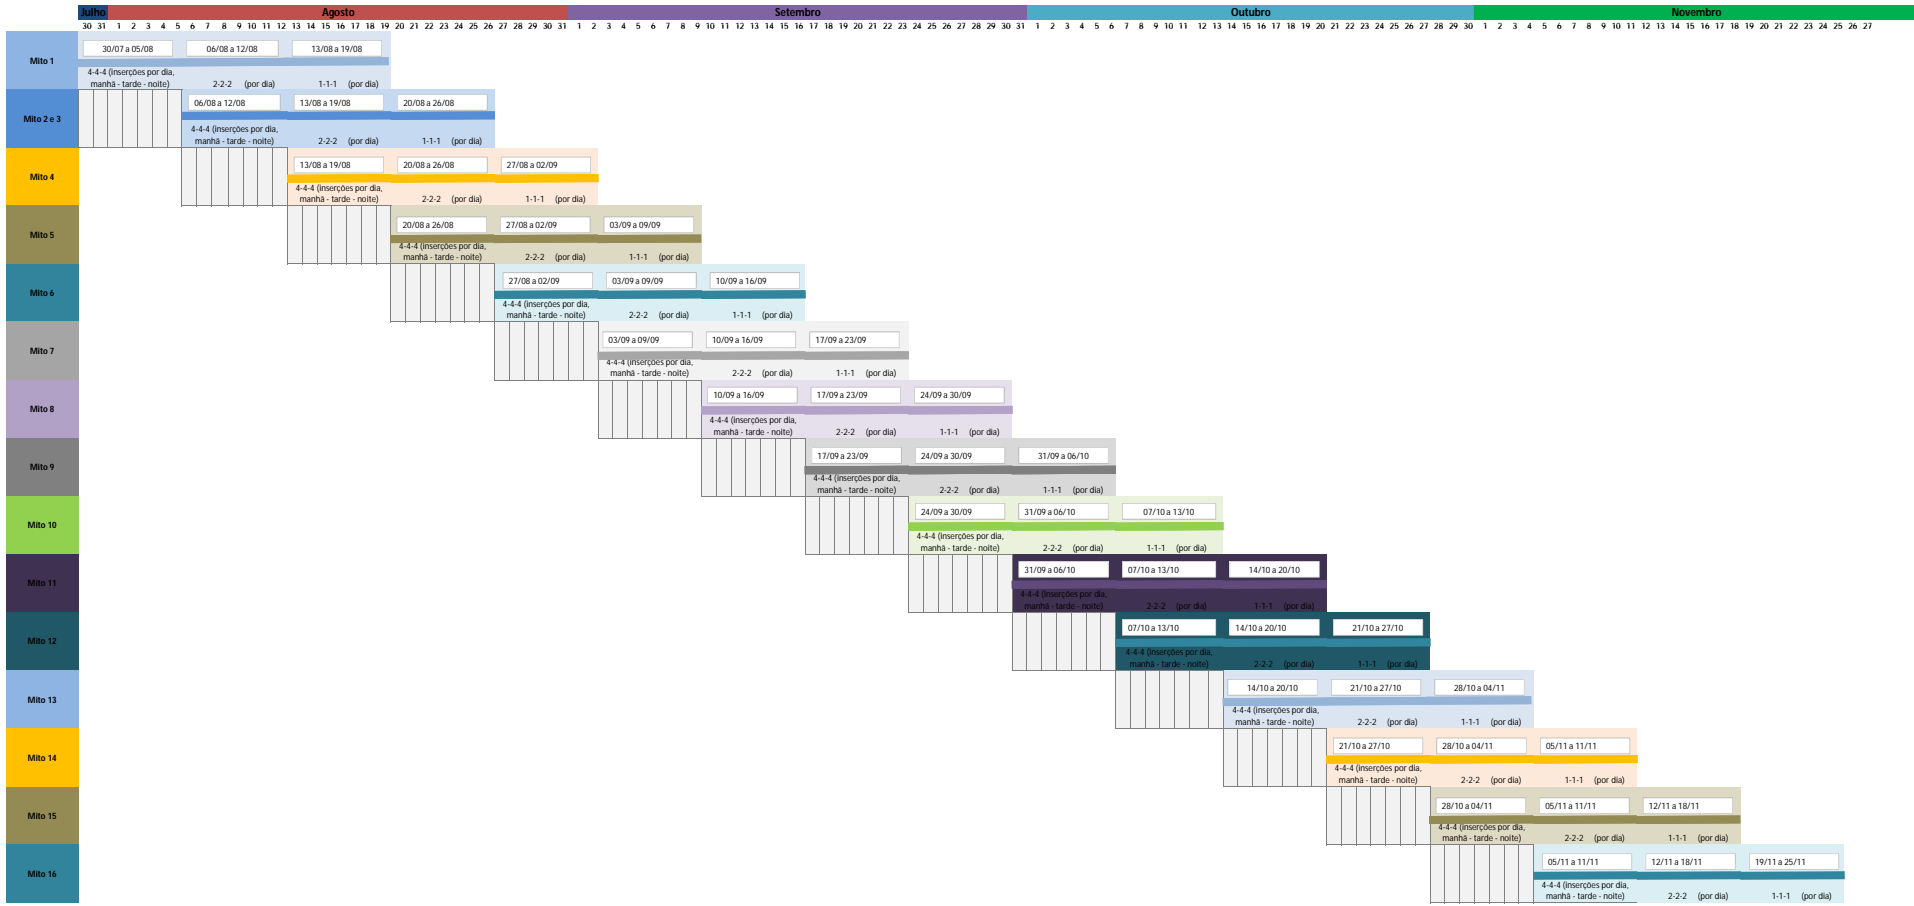 Julho Agosto Setembro Outubro Novembro
30 31 1 2 3 4 5 6 7 8 9 10 11 12 13 14 15 16 17 18 19 20 21 22 23 24 25 26 27 28 29 30 31 1 2 3 4 5 6 7 8 9 10 11 12 13 14 15 16 17 18 19 20 21 22 23 24 25 26 27 28 29 30 31 1 2 3 4 5 6 7 8 9 10 11 12 13 14 15 16 17 18 19 20 21 22 23 24 25 26 27 28 29 30 1 2 3 4 5 6 7 8 9 10 11 12 13 14 15 16 17 18 19 20 21 22 23 24 25 26 27
Mito 1
30/07 a 05/08 06/08 a 12/08 13/08 a 19/08
4-4-4 (inserções por dia,
manhã - tarde - noite) 2-2-2 (por dia) 1-1-1 (por dia)
Mito 2 e 3
06/08 a 12/08 13/08 a 19/08 20/08 a 26/08
4-4-4 (inserções por dia,
manhã - tarde - noite) 2-2-2 (por dia) 1-1-1 (por dia)
Mito 4
13/08 a 19/08 20/08 a 26/08 27/08 a 02/09
4-4-4 (inserções por dia,
manhã - tarde - noite) 2-2-2 (por dia) 1-1-1 (por dia)
Mito 5
20/08 a 26/08 27/08 a 02/09 03/09 a 09/09
4-4-4 (inserções por dia,
manhã - tarde - noite) 2-2-2 (por dia) 1-1-1 (por dia)
Mito 6
27/08 a 02/09 03/09 a 09/09 10/09 a 16/09
4-4-4 (inserções por dia,
manhã - tarde - noite) 2-2-2 (por dia) 1-1-1 (por dia)
Mito 7
03/09 a 09/09 10/09 a 16/09 17/09 a 23/09
4-4-4 (inserções por dia,
manhã - tarde - noite) 2-2-2 (por dia) 1-1-1 (por dia)
Mito 8
10/09 a 16/09 17/09 a 23/09 24/09 a 30/09
4-4-4 (inserções por dia,
manhã - tarde - noite) 2-2-2 (por dia) 1-1-1 (por dia)
Mito 9
17/09 a 23/09 24/09 a 30/09 31/09 a 06/10
4-4-4 (inserções por dia,
manhã - tarde - noite) 2-2-2 (por dia) 1-1-1 (por dia)
Mito 10
24/09 a 30/09 31/09 a 06/10 07/10 a 13/10
4-4-4 (inserções por dia,
manhã - tarde - noite) 2-2-2 (por dia) 1-1-1 (por dia)
Mito 11
31/09 a 06/10 07/10 a 13/10 14/10 a 20/10
4-4-4 (inserções por dia,
manhã - tarde - noite) 2-2-2 (por dia) 1-1-1 (por dia)
Mito 12
07/10 a 13/10 14/10 a 20/10 21/10 a 27/10
4-4-4 (inserções por dia,
manhã - tarde - noite) 2-2-2 (por dia) 1-1-1 (por dia)
Mito 13
14/10 a 20/10 21/10 a 27/10 28/10 a 04/11
4-4-4 (inserções por dia,
manhã - tarde - noite) 2-2-2 (por dia) 1-1-1 (por dia)
Mito 14
21/10 a 27/10 28/10 a 04/11 05/11 a 11/11
4-4-4 (inserções por dia,
manhã - tarde - noite) 2-2-2 (por dia) 1-1-1 (por dia)
Mito 15
28/10 a 04/11 05/11 a 11/11 12/11 a 18/11
4-4-4 (inserções por dia,
manhã - tarde - noite) 2-2-2 (por dia) 1-1-1 (por dia)
Mito 16
05/11 a 11/11 12/11 a 18/11 19/11 a 25/11
4-4-4 (inserções por dia,
manhã - tarde - noite) 2-2-2 (por dia) 1-1-1 (por dia)